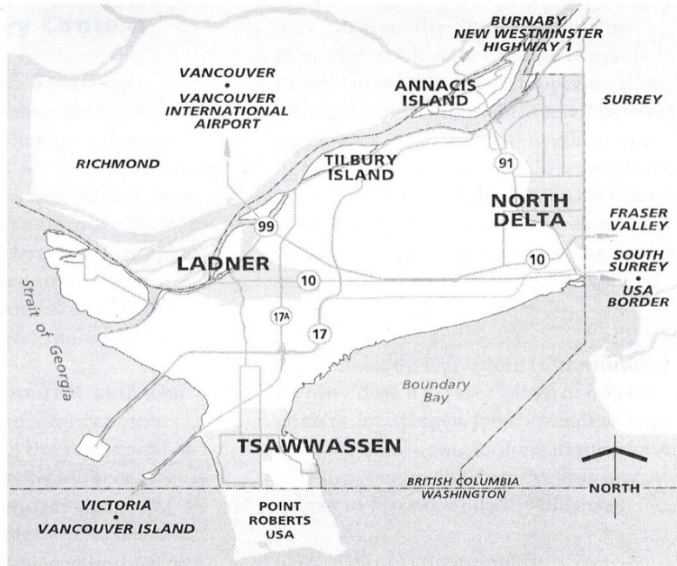 BURNABY
NEW WESTMINSTER
HIGHWAY 1
VANCOUVER
VANCOUVER
INTERNATIONAL
AIRPORT
ANNACIS
ISLAND
SURREY
RICHMOND
TILBURY
ISLAND
91
NORTH
DELTA
FRASER
VALLEY
99
LADNER
10
10
SOUTH
SURREY
USA
BORDER
Strait of Georgia
17A
17
Boundary
Bay
TSAWWASSEN
BRITISH COLUMBIA
WASHINGTON
NORTH
VICTORIA
VANCOUVER ISLAND
POINT
ROBERTS
USA